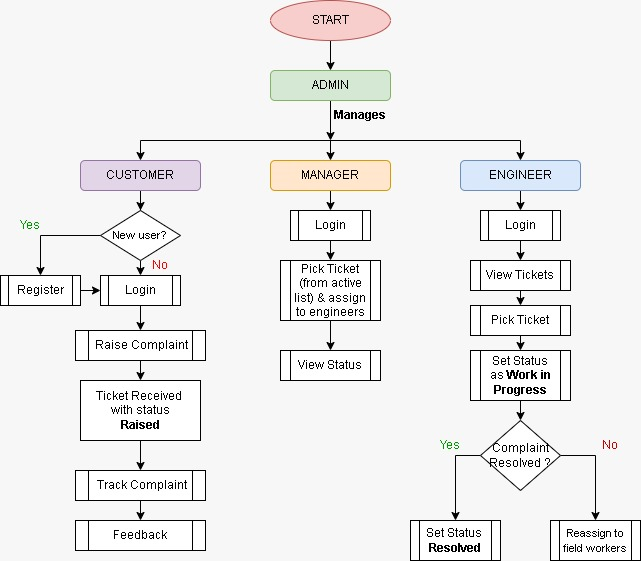 START
ADMIN
Manages
CUSTOMER
MANAGER
ENGINEER
New user?
Yes
No
Register
Login
Raise Complaint
Ticket Received
with status
Raised
Track Complaint
Feedback
Login
Pick Ticket
(from active
list) & assign
to engineers
View Status
Login
View Tickets
Pick Ticket
Set Status
as Work in
Progress
Complaint
Resolved ?
Yes
No
Set Status
Resolved
Reassign to
field workers